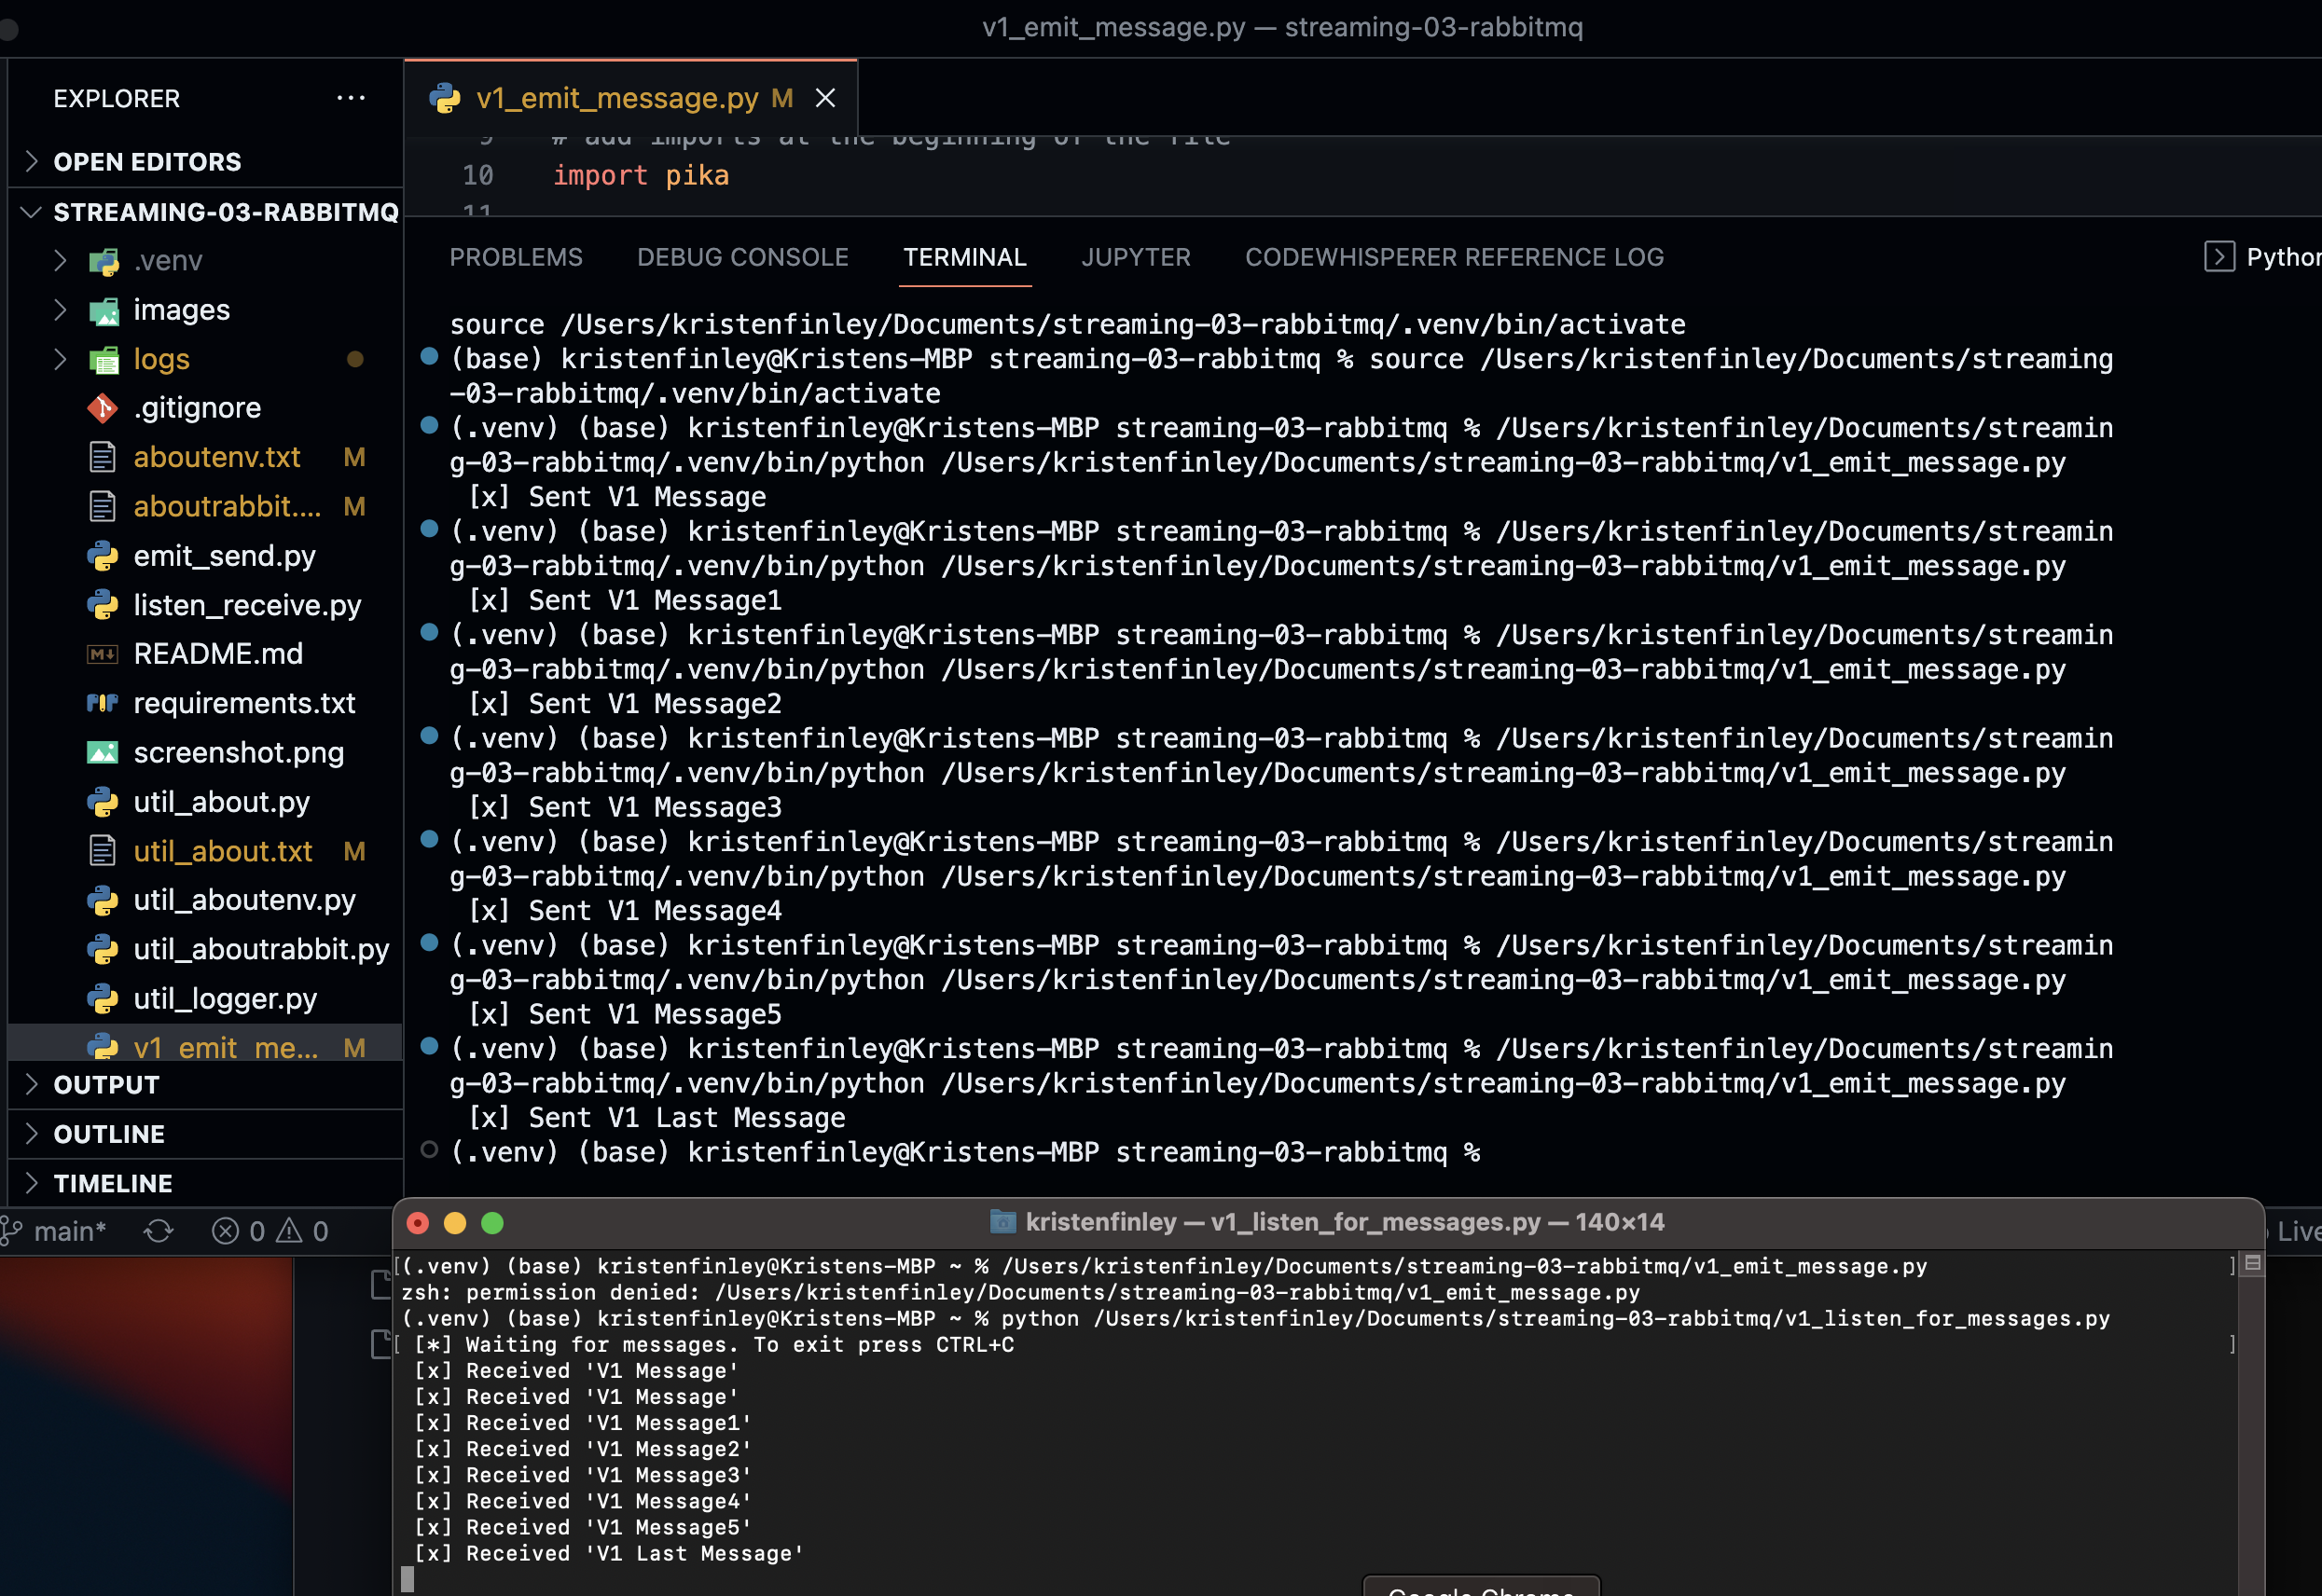 v1_emit_message.py — streaming-03-rabbitmq
EXPLORER
OPEN EDITORS
STREAMING-03-RABBITMQ
.venv
images
logs
.gitignore
aboutenv.txt M
aboutrabbit.... M
emit_send.py
listen_receive.py
README.md
requirements.txt
screenshot.png
util_about.py
util_about.txt M
util_aboutenv.py
util_aboutrabbit.py
util_logger.py
v1_emit_me... M
OUTPUT
OUTLINE
TIMELINE
main* 0 0
v1_emit_message.py M
9 # add imports at the beginning of the file
10 import pika
11
PROBLEMS DEBUG CONSOLE TERMINAL JUPYTER CODEWHISPERER REFERENCE LOG
source /Users/kristenfinley/Documents/streaming-03-rabbitmq/.venv/bin/activate
(base) kristenfinley@Kristens-MBP streaming-03-rabbitmq % source /Users/kristenfinley/Documents/streaming
-03-rabbitmq/.venv/bin/activate
(.venv) (base) kristenfinley@Kristens-MBP streaming-03-rabbitmq % /Users/kristenfinley/Documents/streamin
g-03-rabbitmq/.venv/bin/python /Users/kristenfinley/Documents/streaming-03-rabbitmq/v1_emit_message.py
[x] Sent V1 Message
(.venv) (base) kristenfinley@Kristens-MBP streaming-03-rabbitmq % /Users/kristenfinley/Documents/streamin
g-03-rabbitmq/.venv/bin/python /Users/kristenfinley/Documents/streaming-03-rabbitmq/v1_emit_message.py
[x] Sent V1 Message1
(.venv) (base) kristenfinley@Kristens-MBP streaming-03-rabbitmq % /Users/kristenfinley/Documents/streamin
g-03-rabbitmq/.venv/bin/python /Users/kristenfinley/Documents/streaming-03-rabbitmq/v1_emit_message.py
[x] Sent V1 Message2
(.venv) (base) kristenfinley@Kristens-MBP streaming-03-rabbitmq % /Users/kristenfinley/Documents/streamin
g-03-rabbitmq/.venv/bin/python /Users/kristenfinley/Documents/streaming-03-rabbitmq/v1_emit_message.py
[x] Sent V1 Message3
(.venv) (base) kristenfinley@Kristens-MBP streaming-03-rabbitmq % /Users/kristenfinley/Documents/streamin
g-03-rabbitmq/.venv/bin/python /Users/kristenfinley/Documents/streaming-03-rabbitmq/v1_emit_message.py
[x] Sent V1 Message4
(.venv) (base) kristenfinley@Kristens-MBP streaming-03-rabbitmq % /Users/kristenfinley/Documents/streamin
g-03-rabbitmq/.venv/bin/python /Users/kristenfinley/Documents/streaming-03-rabbitmq/v1_emit_message.py
[x] Sent V1 Message5
(.venv) (base) kristenfinley@Kristens-MBP streaming-03-rabbitmq % /Users/kristenfinley/Documents/streamin
g-03-rabbitmq/.venv/bin/python /Users/kristenfinley/Documents/streaming-03-rabbitmq/v1_emit_message.py
[x] Sent V1 Last Message
(.venv) (base) kristenfinley@Kristens-MBP streaming-03-rabbitmq %
kristenfinley — v1_listen_for_messages.py — 140×14
[(.venv) (base) kristenfinley@Kristens-MBP ~ % /Users/kristenfinley/Documents/streaming-03-rabbitmq/v1_emit_message.py ]
zsh: permission denied: /Users/kristenfinley/Documents/streaming-03-rabbitmq/v1_emit_message.py
(.venv) (base) kristenfinley@Kristens-MBP ~ % python /Users/kristenfinley/Documents/streaming-03-rabbitmq/v1_listen_for_messages.py
[ [*] Waiting for messages. To exit press CTRL+C ]
[x] Received 'V1 Message'
[x] Received 'V1 Message'
[x] Received 'V1 Message1'
[x] Received 'V1 Message2'
[x] Received 'V1 Message3'
[x] Received 'V1 Message4'
[x] Received 'V1 Message5'
[x] Received 'V1 Last Message'
Google Chrome